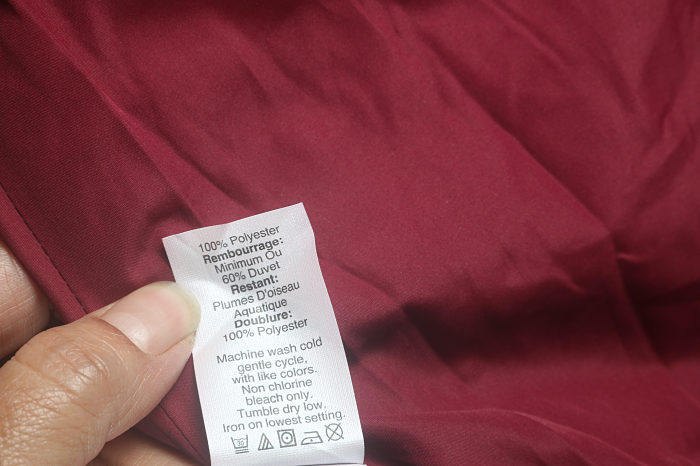 100% Polyester
Rembourrage:
Minimum Ou
60% Duvet
Restant:
Plumes D'oiseau
Aquatique
Doublure:
100% Polyester
Machine wash cold
gentle cycle,
with like colors.
Non chlorine
bleach only.
Tumble dry low.
Iron on lowest setting.
30